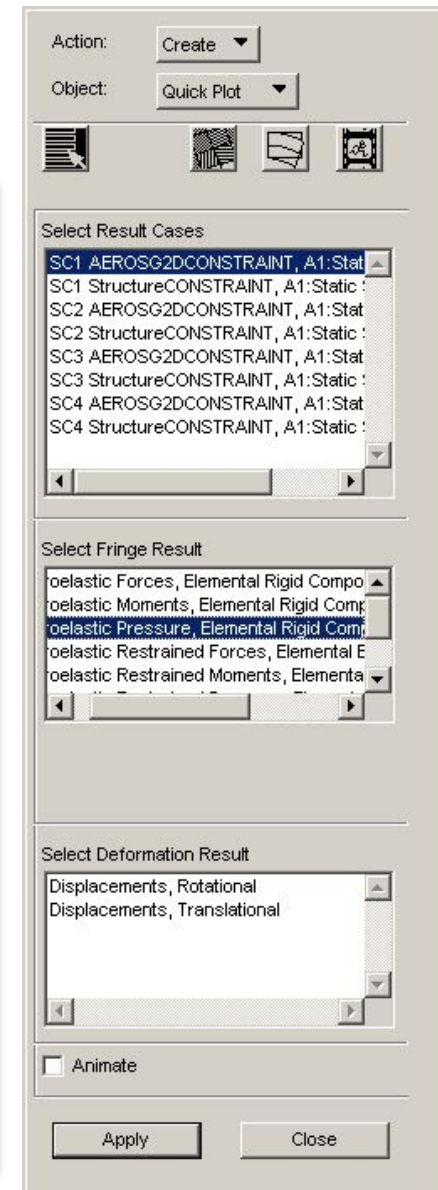 Action: Create
Object: Quick Plot
Select Result Cases
SC1 AEROSG2DCONSTRAINT, A1:Stat
SC1 StructureCONSTRAINT, A1:Static
SC2 AEROSG2DCONSTRAINT, A1:Stat
SC2 StructureCONSTRAINT, A1:Static
SC3 AEROSG2DCONSTRAINT, A1:Stat
SC3 StructureCONSTRAINT, A1:Static
SC4 AEROSG2DCONSTRAINT, A1:Stat
SC4 StructureCONSTRAINT, A1:Static
Select Fringe Result
roelastic Forces, Elemental Rigid Compo
roelastic Moments, Elemental Rigid Comp
roelastic Pressure, Elemental Rigid Com
roelastic Restrained Forces, Elemental E
roelastic Restrained Moments, Elementa
Select Deformation Result
Displacements, Rotational
Displacements, Translational
Animate
Apply Close